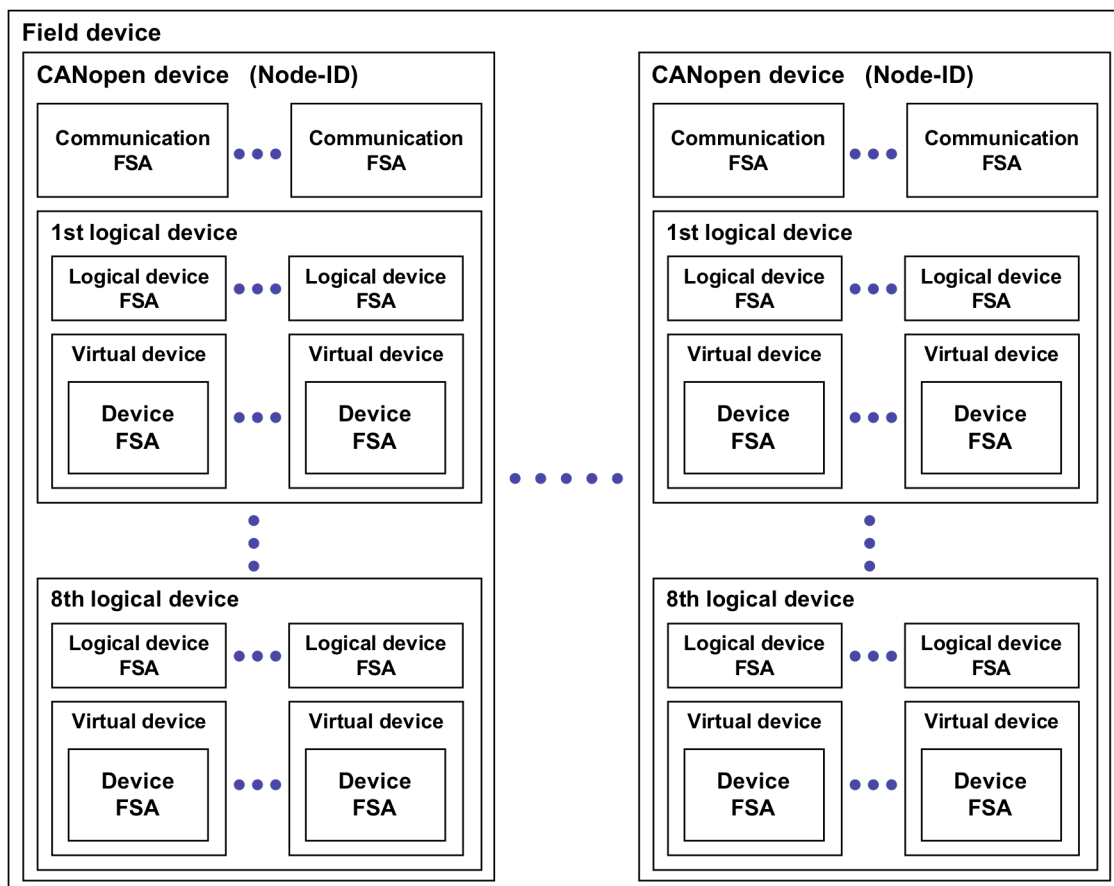 Field device
CANopen device (Node-ID)
Communication
FSA
Communication
FSA
1st logical device
Logical device
FSA
Logical device
FSA
Virtual device
Device
FSA
Virtual device
Device
FSA
8th logical device
Logical device
FSA
Logical device
FSA
Virtual device
Device
FSA
Virtual device
Device
FSA
CANopen device (Node-ID)
Communication
FSA
Communication
FSA
1st logical device
Logical device
FSA
Logical device
FSA
Virtual device
Device
FSA
Virtual device
Device
FSA
8th logical device
Logical device
FSA
Logical device
FSA
Virtual device
Device
FSA
Virtual device
Device
FSA